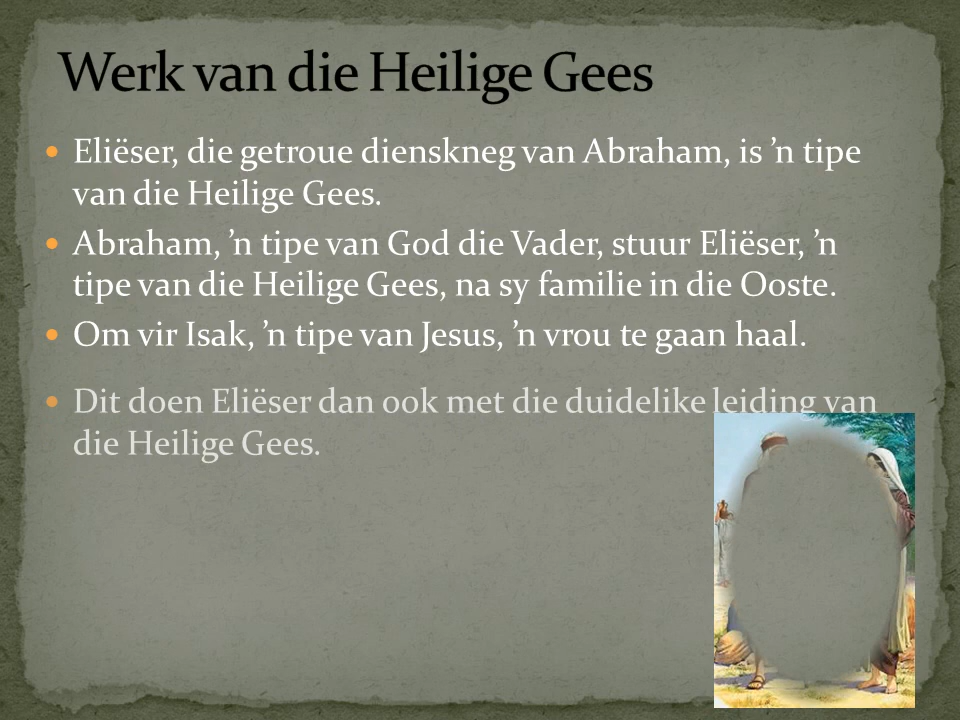 Werk van die Heilige Gees
Eliëser, die getroue dienskneg van Abraham, is ’n tipe
van die Heilige Gees.
Abraham, ’n tipe van God die Vader, stuur Eliëser, ’n
tipe van die Heilige Gees, na sy familie in die Ooste.
Om vir Isak, ’n tipe van Jesus, ’n vrou te gaan haal.
Dit doen Eliëser dan ook met die duidelike leiding van
die Heilige Gees.